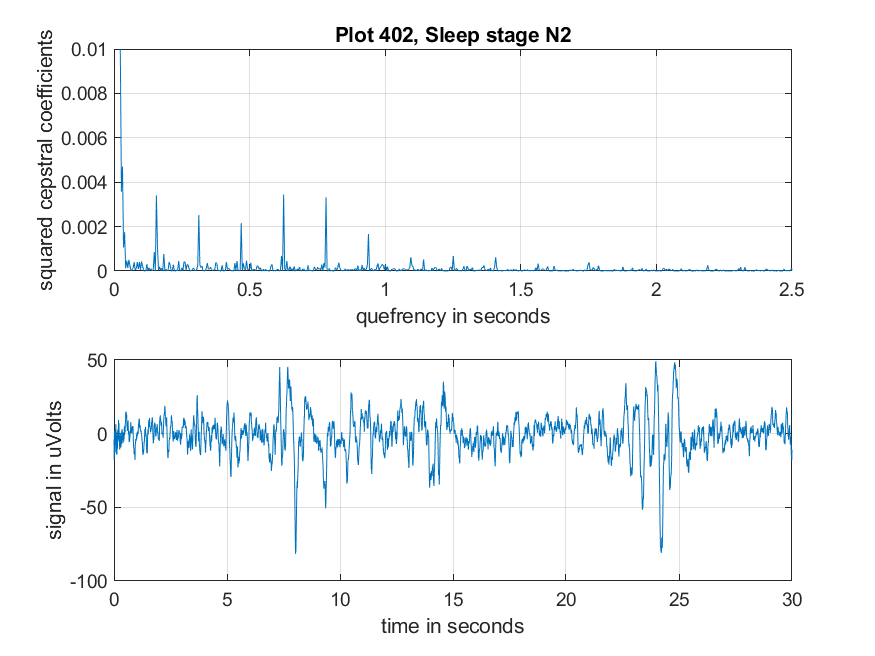 Plot 402, Sleep stage N2
squared cepstral coefficients
0.01
0.008
0.006
0.004
0.002
0
0 0.5 1 1.5 2 2.5
quefrency in seconds
signal in uVolts
50
0
-50
-100
0 5 10 15 20 25 30
time in seconds